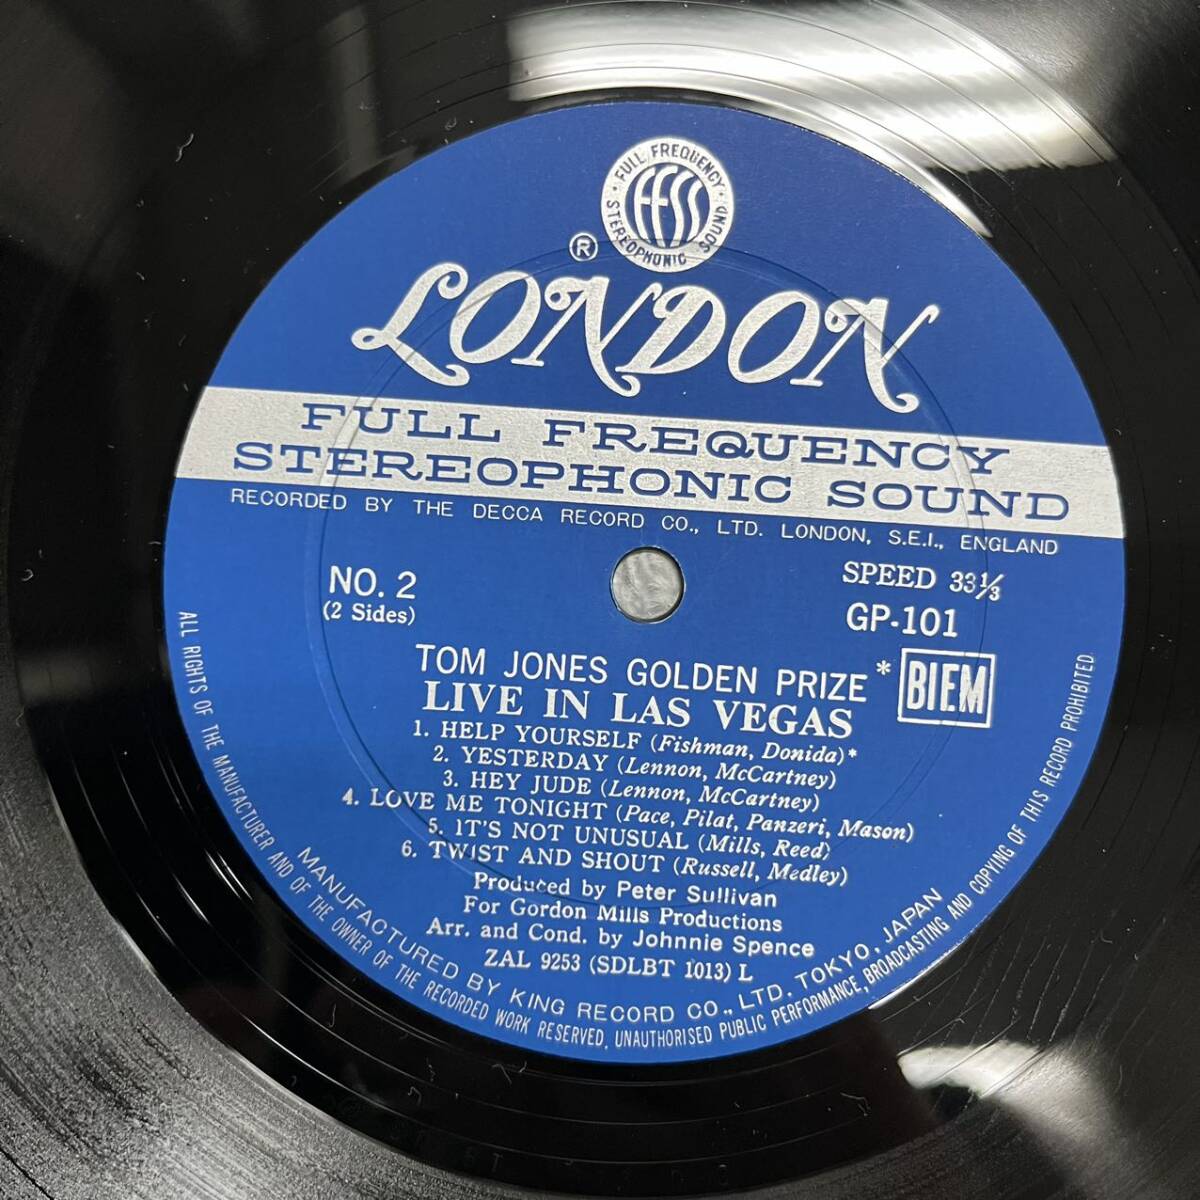 · FULL FREQUENCY ·
STEREOPHONIC SOUND
FFSS
®
LONDON
FULL FREQUENCY
STEREOPHONIC SOUND
RECORDED BY THE DECCA RECORD CO., LTD. LONDON, S.E.I., ENGLAND
NO. 2
(2 Sides)
SPEED 33⅓
GP-101
BIEM
TOM JONES GOLDEN PRIZE *
LIVE IN LAS VEGAS
1. HELP YOURSELF (Fishman, Donida)*
2. YESTERDAY (Lennon, McCartney)
3. HEY JUDE (Lennon, McCartney)
4. LOVE ME TONIGHT (Pace, Pilat, Panzeri, Mason)
5. IT'S NOT UNUSUAL (Mills, Reed)
6. TWIST AND SHOUT (Russell, Medley)
Produced by Peter Sullivan
For Gordon Mills Productions
Arr. and Cond. by Johnnie Spence
ZAL 9253 (SDLBT 1013) L
MANUFACTURED BY KING RECORD CO., LTD. TOKYO, JAPAN
ALL RIGHTS OF THE MANUFACTURER AND OF THE OWNER OF THE RECORDED WORK RESERVED, UNAUTHORISED PUBLIC PERFORMANCE, BROADCASTING AND COPYING OF THIS RECORD PROHIBITED.